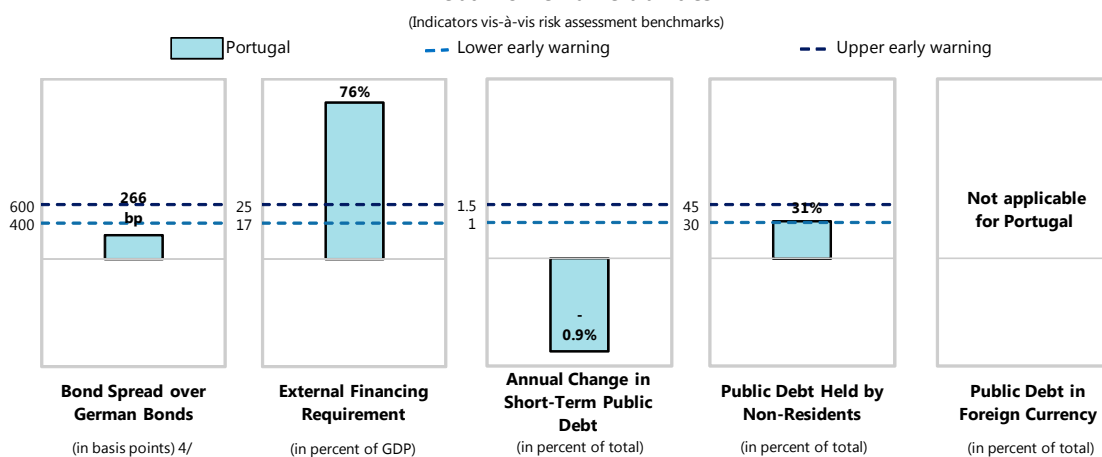 (Indicators vis-à-vis risk assessment benchmarks)
Portugal
Lower early warning
Upper early warning
600
400
266
bp
Bond Spread over
German Bonds
(in basis points) 4/
25
17
76%
External Financing
Requirement
(in percent of GDP)
1.5
1
-
0.9%
Annual Change in
Short-Term Public
Debt
(in percent of total)
45
30
31%
Public Debt Held by
Non-Residents
(in percent of total)
Not applicable
for Portugal
Public Debt in
Foreign Currency
(in percent of total)